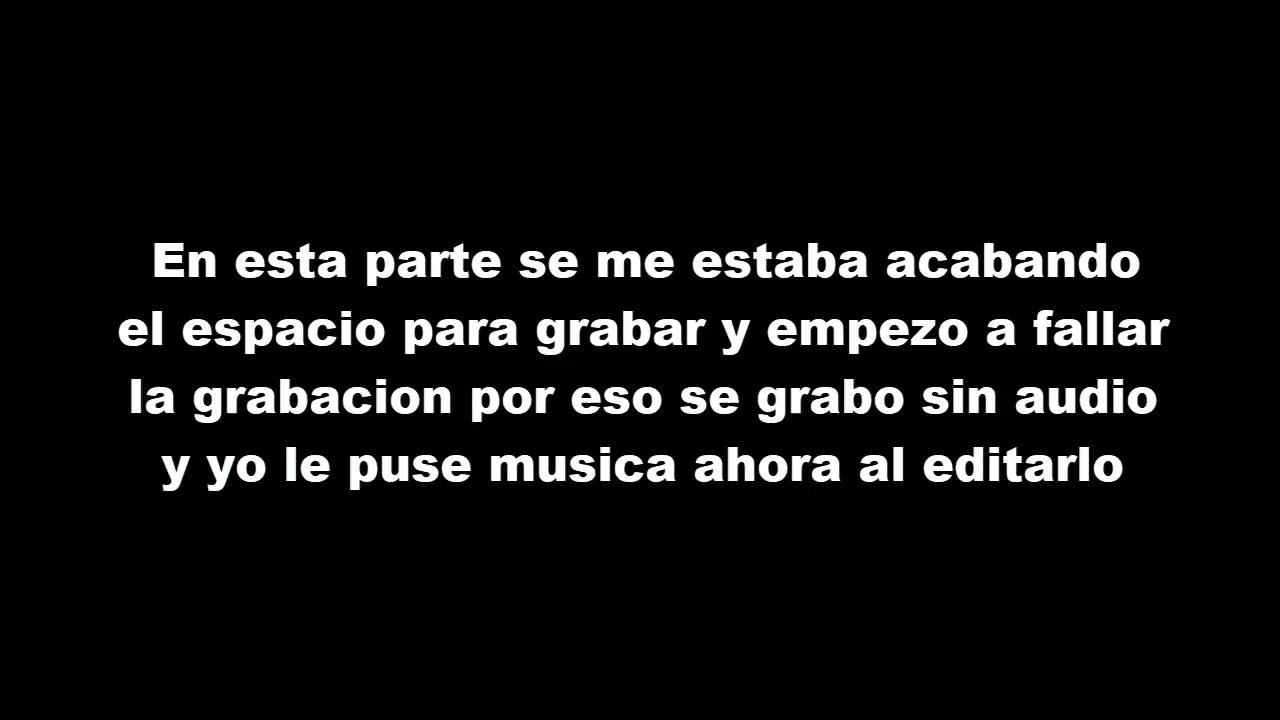 En esta parte se me estaba acabando
el espacio para grabar y empezo a fallar
la grabacion por eso se grabo sin audio
y yo le puse musica ahora al editarlo